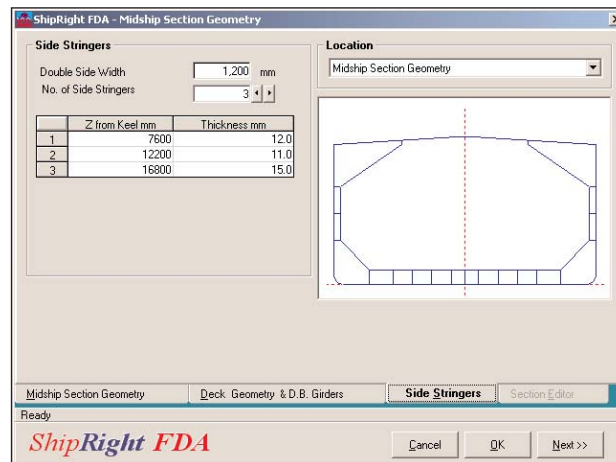 ShipRight FDA - Midship Section Geometry
Side Stringers
Double Side Width 1,200 mm
No. of Side Stringers 3
Z from Keel mm Thickness mm
1 7600 12.0
2 12200 11.0
3 16800 15.0
Location
Midship Section Geometry
Midship Section Geometry Deck Geometry & D.B. Girders Side Stringers Section Editor
Ready
ShipRight FDA Cancel OK Next >>